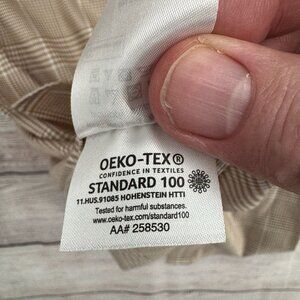 OEKO-TEX®
CONFIDENCE IN TEXTILES
STANDARD 100
11.HUS.91085 HOHENSTEIN HTTI
Tested for harmful substances.
www.oeko-tex.com/standard100
AA# 258530